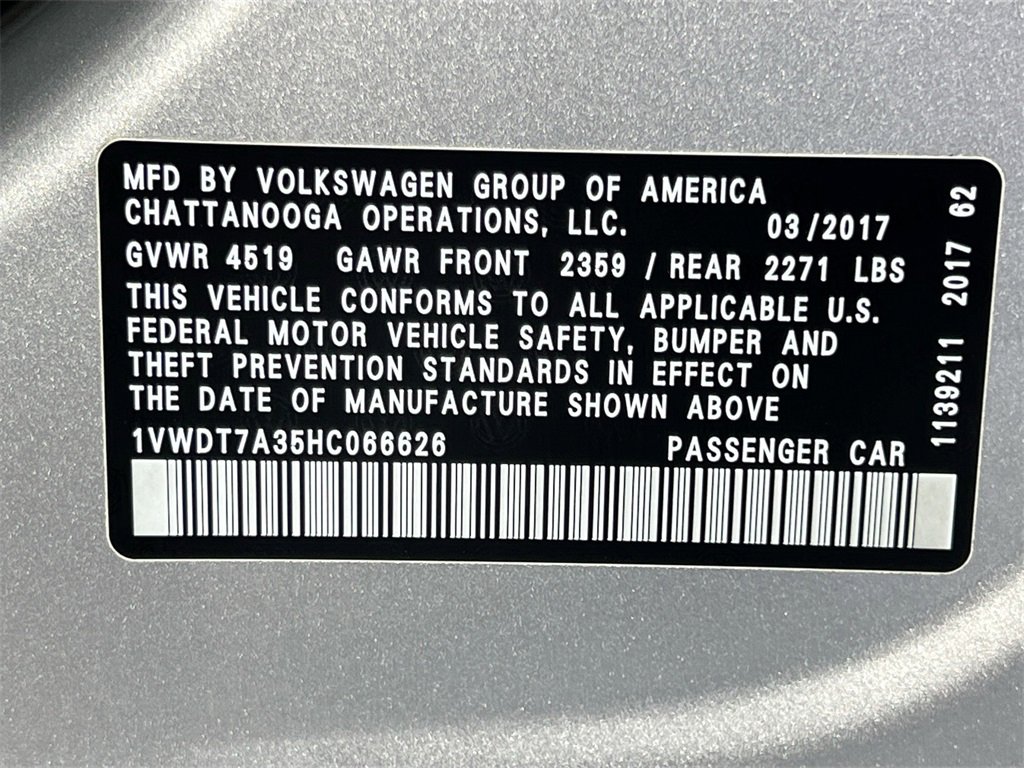 MFD BY VOLKSWAGEN GROUP OF AMERICA
CHATTANOOGA OPERATIONS, LLC. 03/2017
GVWR 4519 GAWR FRONT 2359 / REAR 2271 LBS
THIS VEHICLE CONFORMS TO ALL APPLICABLE U.S.
FEDERAL MOTOR VEHICLE SAFETY, BUMPER AND
THEFT PREVENTION STANDARDS IN EFFECT ON
THE DATE OF MANUFACTURE SHOWN ABOVE
1VWDT7A35HC066626 PASSENGER CAR
1139211 2017 62